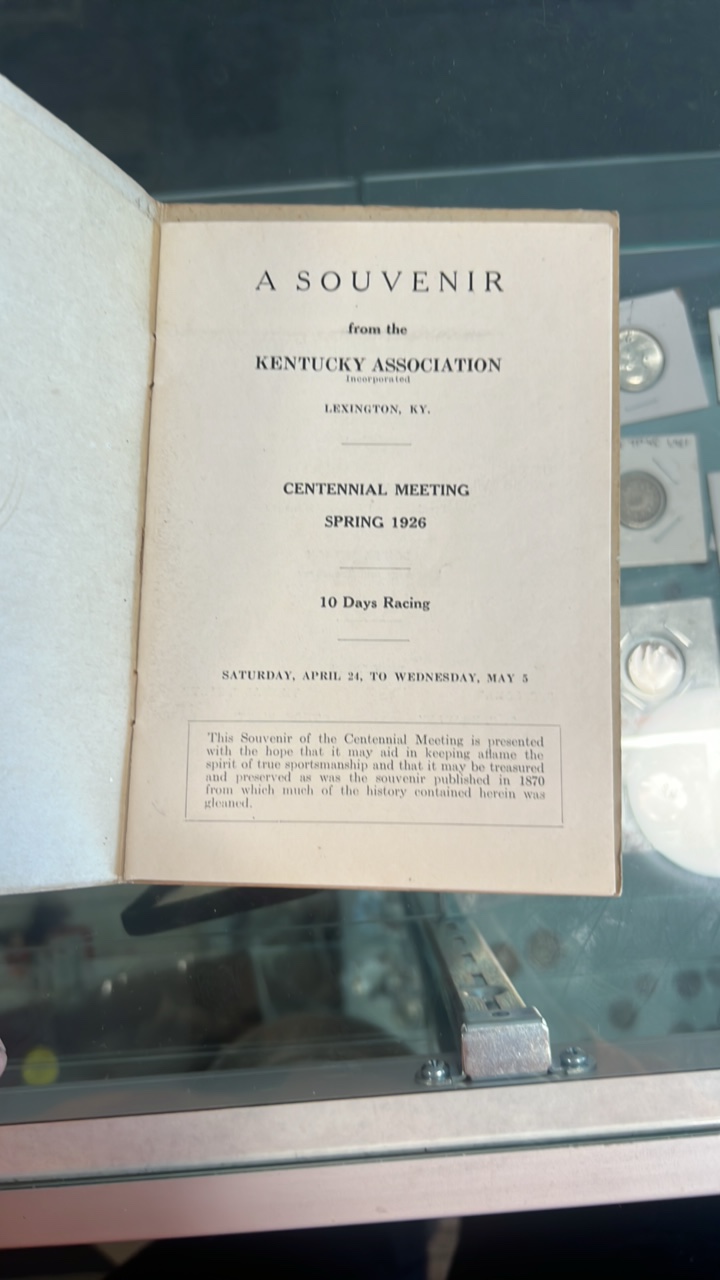 A SOUVENIR
from the
KENTUCKY ASSOCIATION
Incorporated
LEXINGTON, KY.
CENTENNIAL MEETING
SPRING 1926
10 Days Racing
SATURDAY, APRIL 24, TO WEDNESDAY, MAY 5
This Souvenir of the Centennial Meeting is presented
with the hope that it may aid in keeping aflame the
spirit of true sportsmanship and that it may be treasured
and preserved as was the souvenir published in 1870
from which much of the history contained herein was
gleaned.